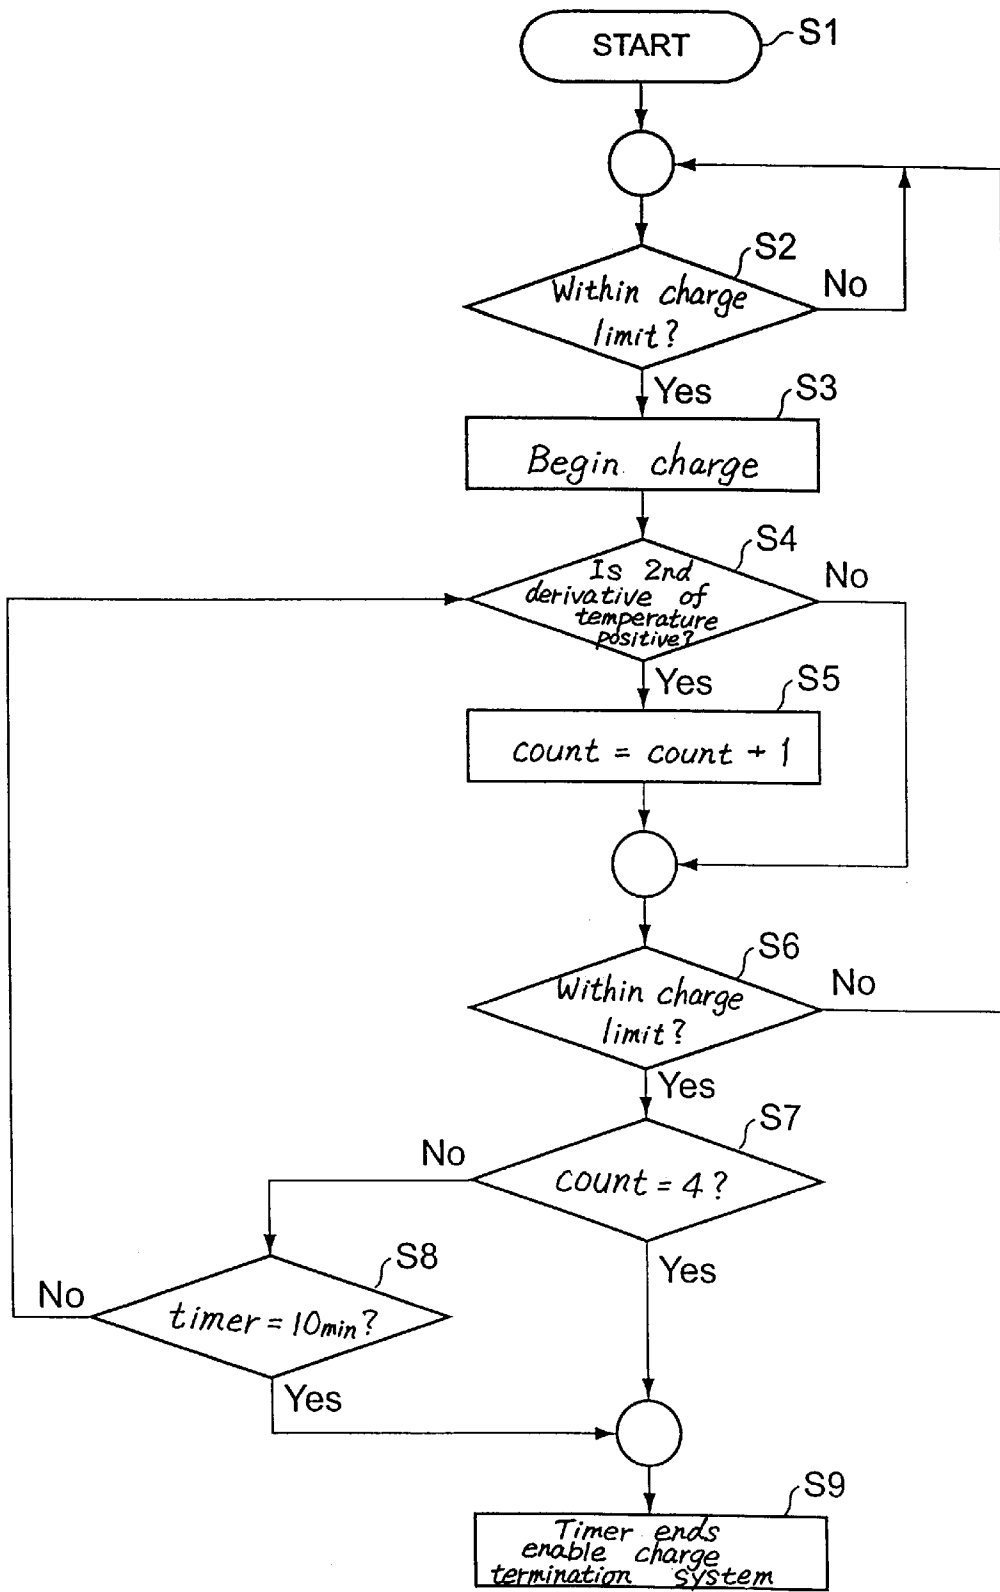 START
S1
S2
Within charge
limit?
No
Yes
S3
Begin charge
S4
Is 2nd
derivative of
temperature
positive?
No
Yes
S5
count = count + 1
S6
Within charge
limit?
No
Yes
S7
count = 4?
No
Yes
S8
timer = 10min?
No
Yes
S9
Timer ends
enable charge
termination system